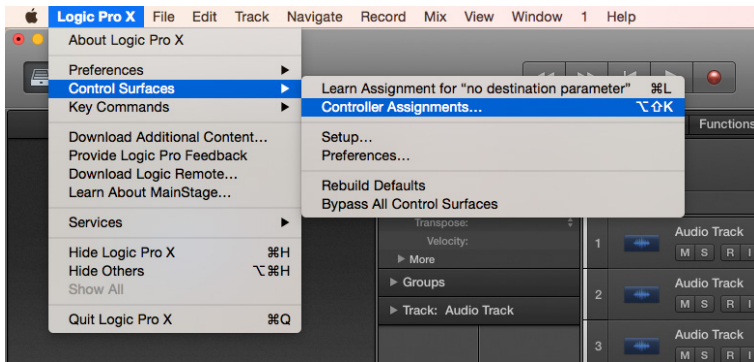 Logic Pro X File Edit Track Navigate Record Mix View Window 1 Help
About Logic Pro X
Preferences
Control Surfaces
Key Commands
Download Additional Content...
Provide Logic Pro Feedback
Download Logic Remote...
Learn About MainStage...
Services
Hide Logic Pro X ⌘H
Hide Others ⌥⌘H
Show All
Quit Logic Pro X ⌘Q
Learn Assignment for “no destination parameter” ⌘L
Controller Assignments... ⌥⇧K
Setup...
Preferences...
Rebuild Defaults
Bypass All Control Surfaces
Functions
Transpose:
Velocity:
More
Groups
Track: Audio Track
1 Audio Track
M S R I
2 Audio Track
M S R I
3 Audio Track
M S R I